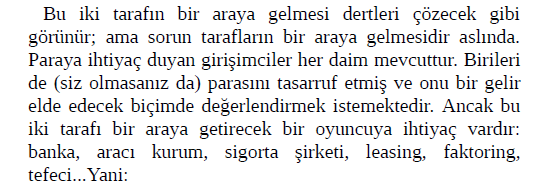 Bu iki tarafın bir araya gelmesi dertleri çözecek gibi
görünür; ama sorun tarafların bir araya gelmesidir aslında.
Paraya ihtiyaç duyan girişimciler her daim mevcuttur. Birileri
de (siz olmasanız da) parasını tasarruf etmiş ve onu bir gelir
elde edecek biçimde değerlendirmek istemektedir. Ancak bu
iki tarafı bir araya getirecek bir oyuncuya ihtiyaç vardır:
banka, aracı kurum, sigorta şirketi, leasing, faktoring,
tefeci...Yani: